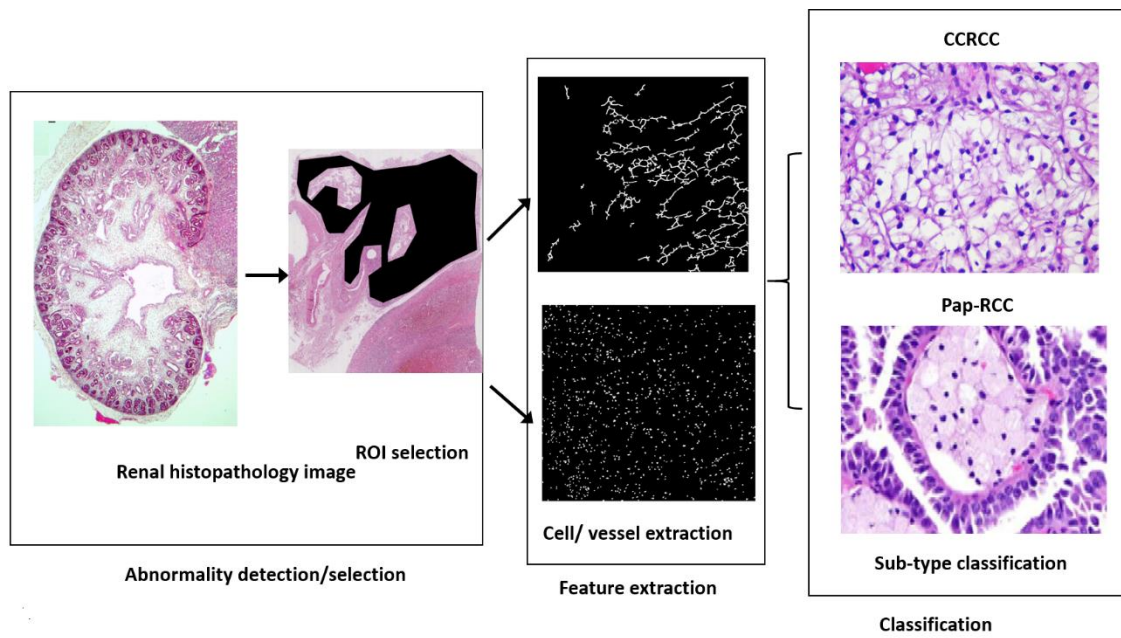 Renal histopathology image
ROI selection
Abnormality detection/selection
Cell/ vessel extraction
Feature extraction
CCRCC
Pap-RCC
Sub-type classification
Classification